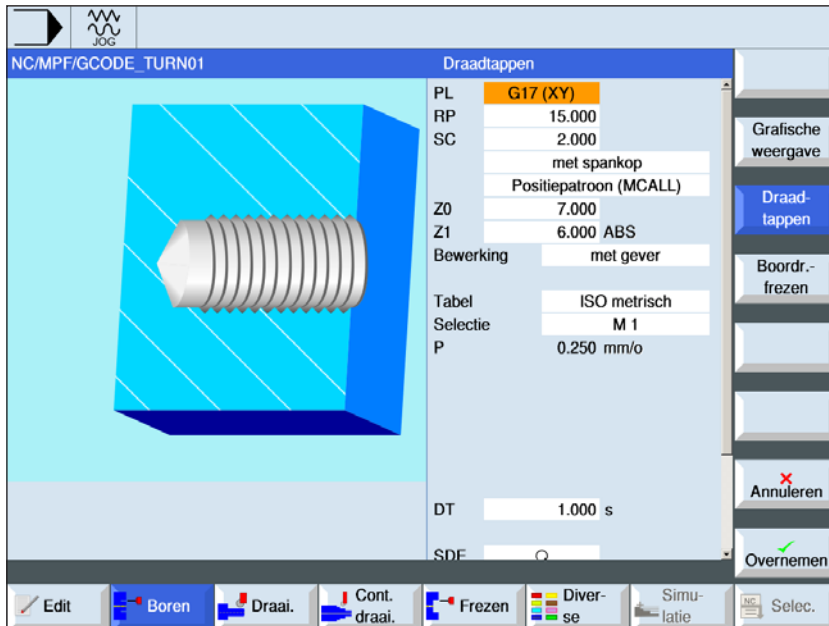 JOG
NC/MPF/GCODE_TURN01
Draadtappen
PL G17 (XY)
RP 15.000
SC 2.000
met spankop
Positiepatroon (MCALL)
Z0 7.000
Z1 6.000 ABS
Bewerking met gever
Tabel ISO metrisch
Selectie M 1
P 0.250 mm/o
DT 1.000 s
SDE
Grafische
weergave
Draad-
tappen
Boordr.-
frezen
Annuleren
Overnemen
Edit
Boren
Draai.
Cont.
draai.
Frezen
Diver-
se
Simu-
latie
NC
Selec.